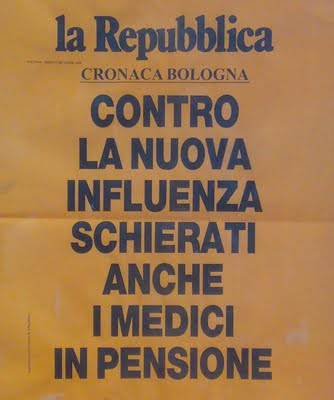 la Repubblica
CRONACA BOLOGNA
CONTRO
LA NUOVA
INFLUENZA
SCHIERATI
ANCHE
I MEDICI
IN PENSIONE